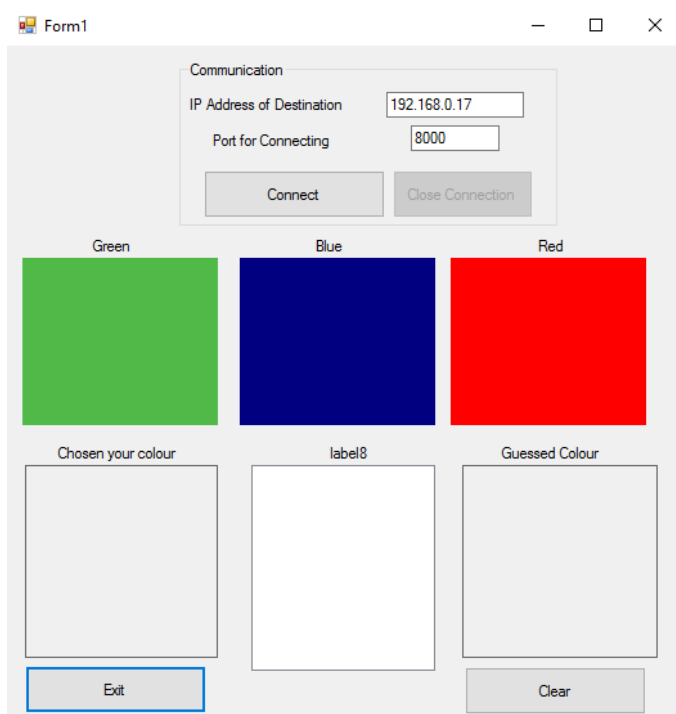 Form1
Communication
IP Address of Destination 192.168.0.17
Port for Connecting 8000
Connect Close Connection
Green Blue Red
Chosen your colour label8 Guessed Colour
Exit Clear